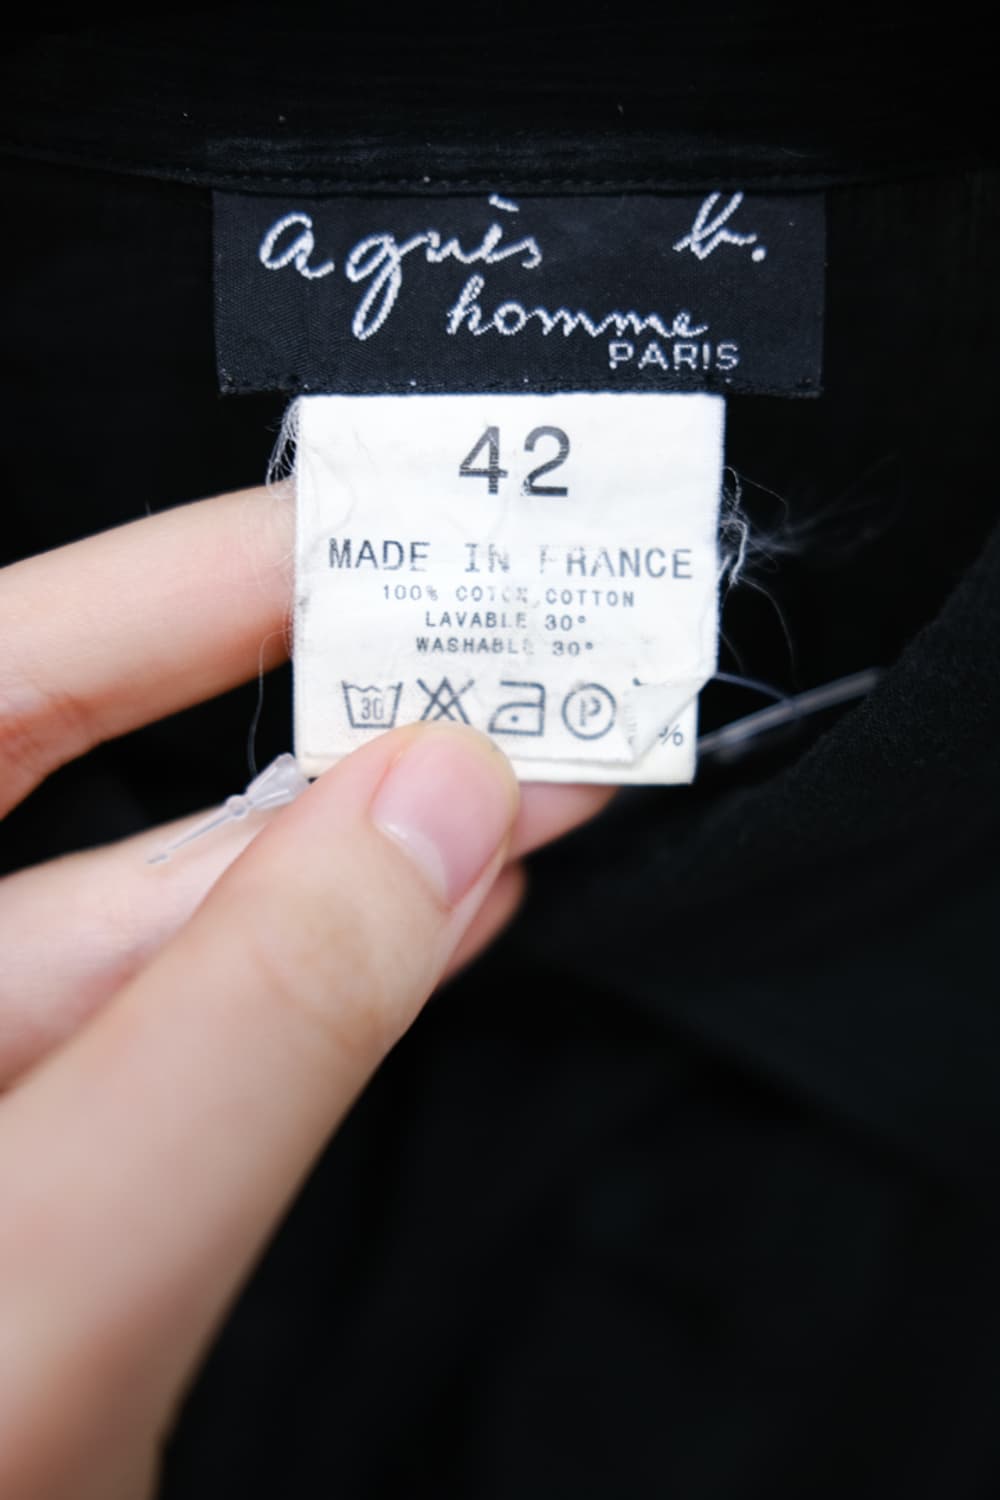 agnès b.
homme
PARIS
42
MADE IN FRANCE
100% COTON COTTON
LAVABLE 30°
WASHABLE 30°
30 P
%